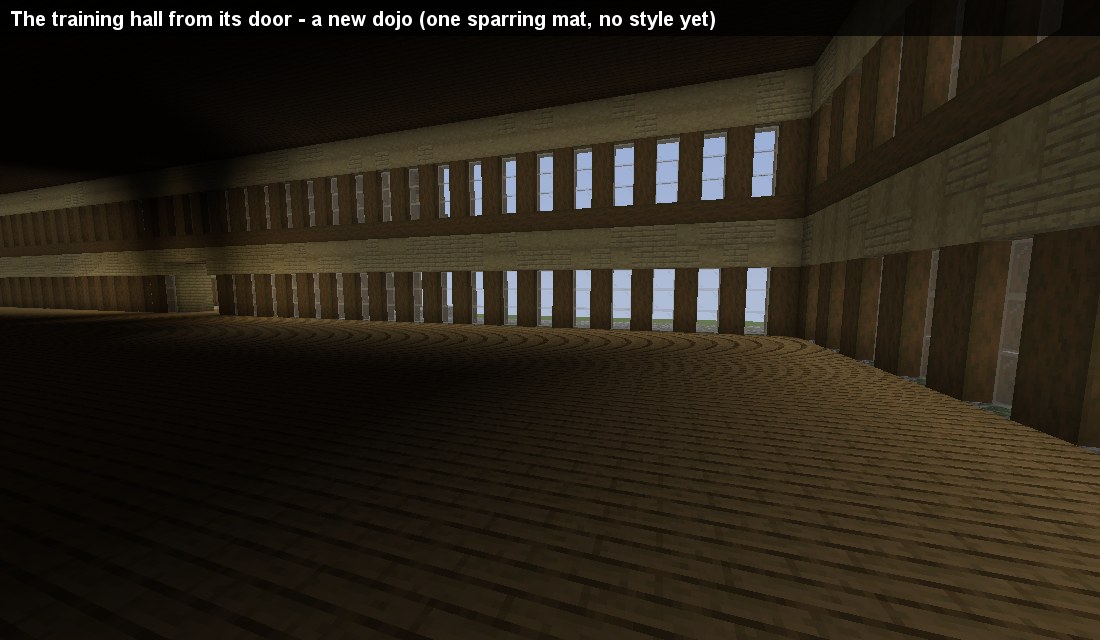 The training hall from its door - a new dojo (one sparring mat, no style yet)